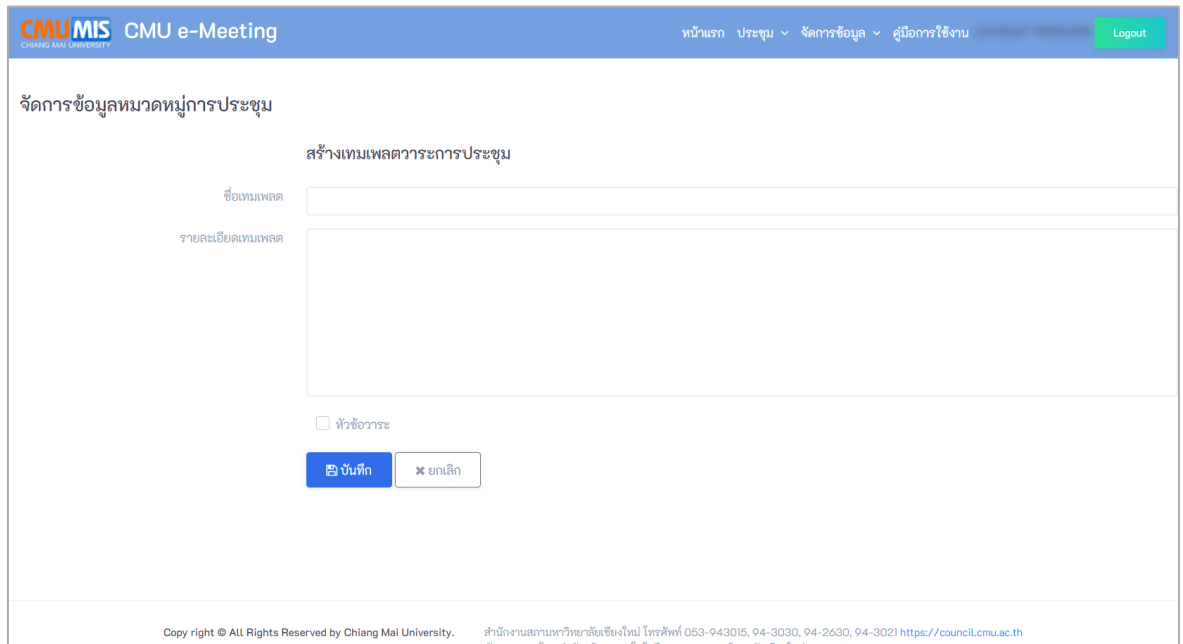 CMU MIS CMU e-Meeting หน้าแรก ประชุม จัดการข้อมูล คู่มือการใช้งาน Logout
CHIANG MAI UNIVERSITY
จัดการข้อมูลหมวดหมู่การประชุม
สร้างเทมเพลตวาระการประชุม
ชื่อเทมเพลต
รายละเอียดเทมเพลต
หัวข้อวาระ
บันทึก ยกเลิก
Copy right © All Rights Reserved by Chiang Mai University. สำนักงานสภามหาวิทยาลัยเชียงใหม่ โทรศัพท์ 053-943015, 94-3030, 94-2630, 94-3021 https://council.cmu.ac.th